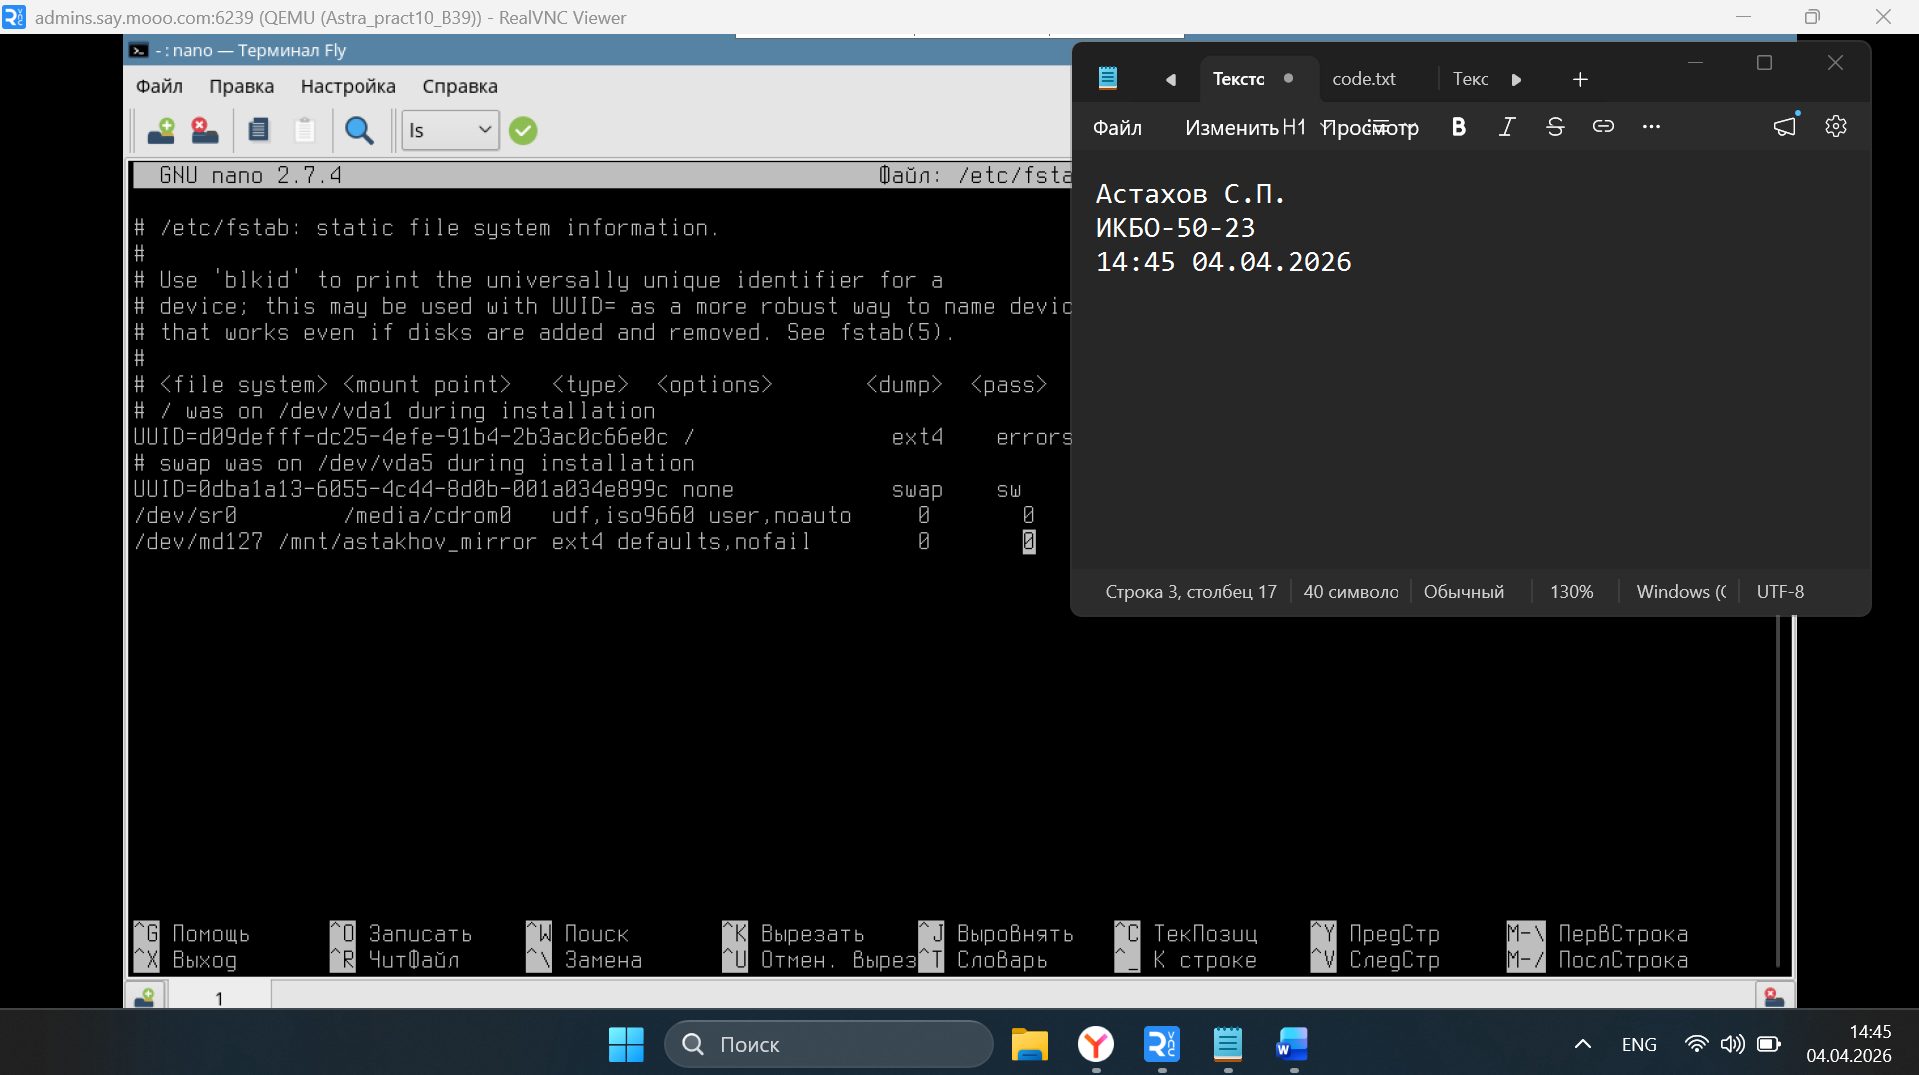 admins.say.mooo.com:6239 (QEMU (Astra_pract10_B39)) - RealVNC Viewer
- : nano — Терминал Fly
Файл Правка Настройка Справка
ls
GNU nano 2.7.4 Файл: /etc/fsta
# /etc/fstab: static file system information.
#
# Use 'blkid' to print the universally unique identifier for a
# device; this may be used with UUID= as a more robust way to name devic
# that works even if disks are added and removed. See fstab(5).
#
# <file system> <mount point> <type> <options> <dump> <pass>
# / was on /dev/vda1 during installation
UUID=d09defff-dc25-4efe-91b4-2b3ac0c66e0c / ext4 errors
# swap was on /dev/vda5 during installation
UUID=0dba1a13-6055-4c44-8d0b-001a034e899c none swap sw
/dev/sr0 /media/cdrom0 udf,iso9660 user,noauto 0 0
/dev/md127 /mnt/astakhov_mirror ext4 defaults,nofail 0 0
^G Помощь ^O Записать ^W Поиск ^K Вырезать ^J Выровнять ^C ТекПозиц ^Y ПредСтр M-\ ПервСтрока
^X Выход ^R ЧитФайл ^\ Замена ^U Отмен. Вырез ^T Словарь ^_ К строке ^V СледСтр M-/ ПослСтрока
1
Текстс code.txt Текс
Файл Изменить H1 Просмотр B I S
Астахов С.П.
ИКБО-50-23
14:45 04.04.2026
Строка 3, столбец 17 40 символо Обычный 130% Windows (C UTF-8
Поиск
ENG
14:45
04.04.2026